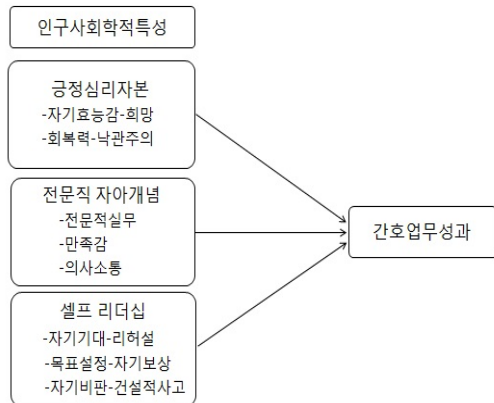 인구사회학적특성
긍정심리자본
-자기효능감-희망
-회복력-낙관주의
전문직 자아개념
-전문적실무
-만족감
-의사소통
간호업무성과
셀프 리더십
-자기기대-리허설
-목표설정-자기보상
-자기비판-건설적사고